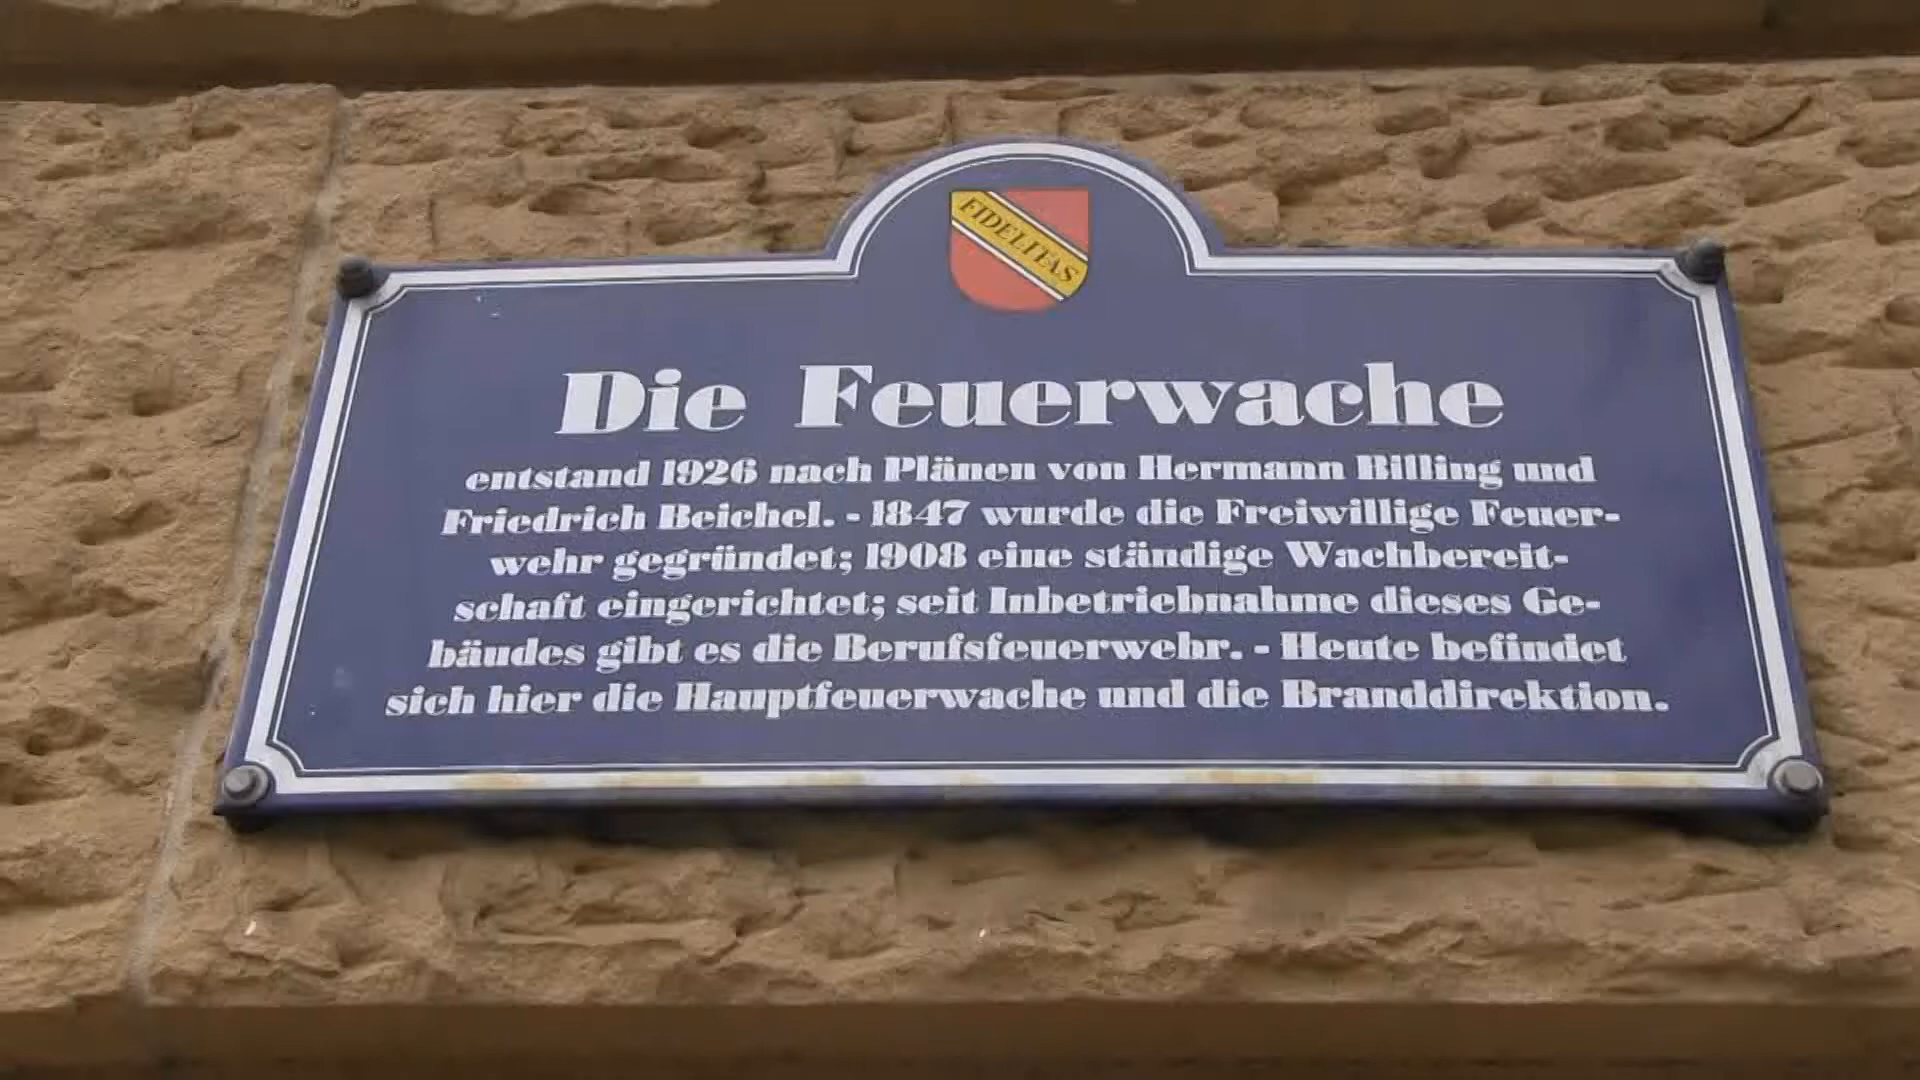 FIDELITAS
Die Feuerwache
entstand 1926 nach Plänen von Hermann Billing und
Friedrich Beichel. - 1847 wurde die Freiwillige Feuer-
wehr gegründet; 1908 eine ständige Wachbereit-
schaft eingerichtet; seit Inbetriebnahme dieses Ge-
bäudes gibt es die Berufsfeuerwehr. - Heute befindet
sich hier die Hauptfeuerwache und die Branddirektion.